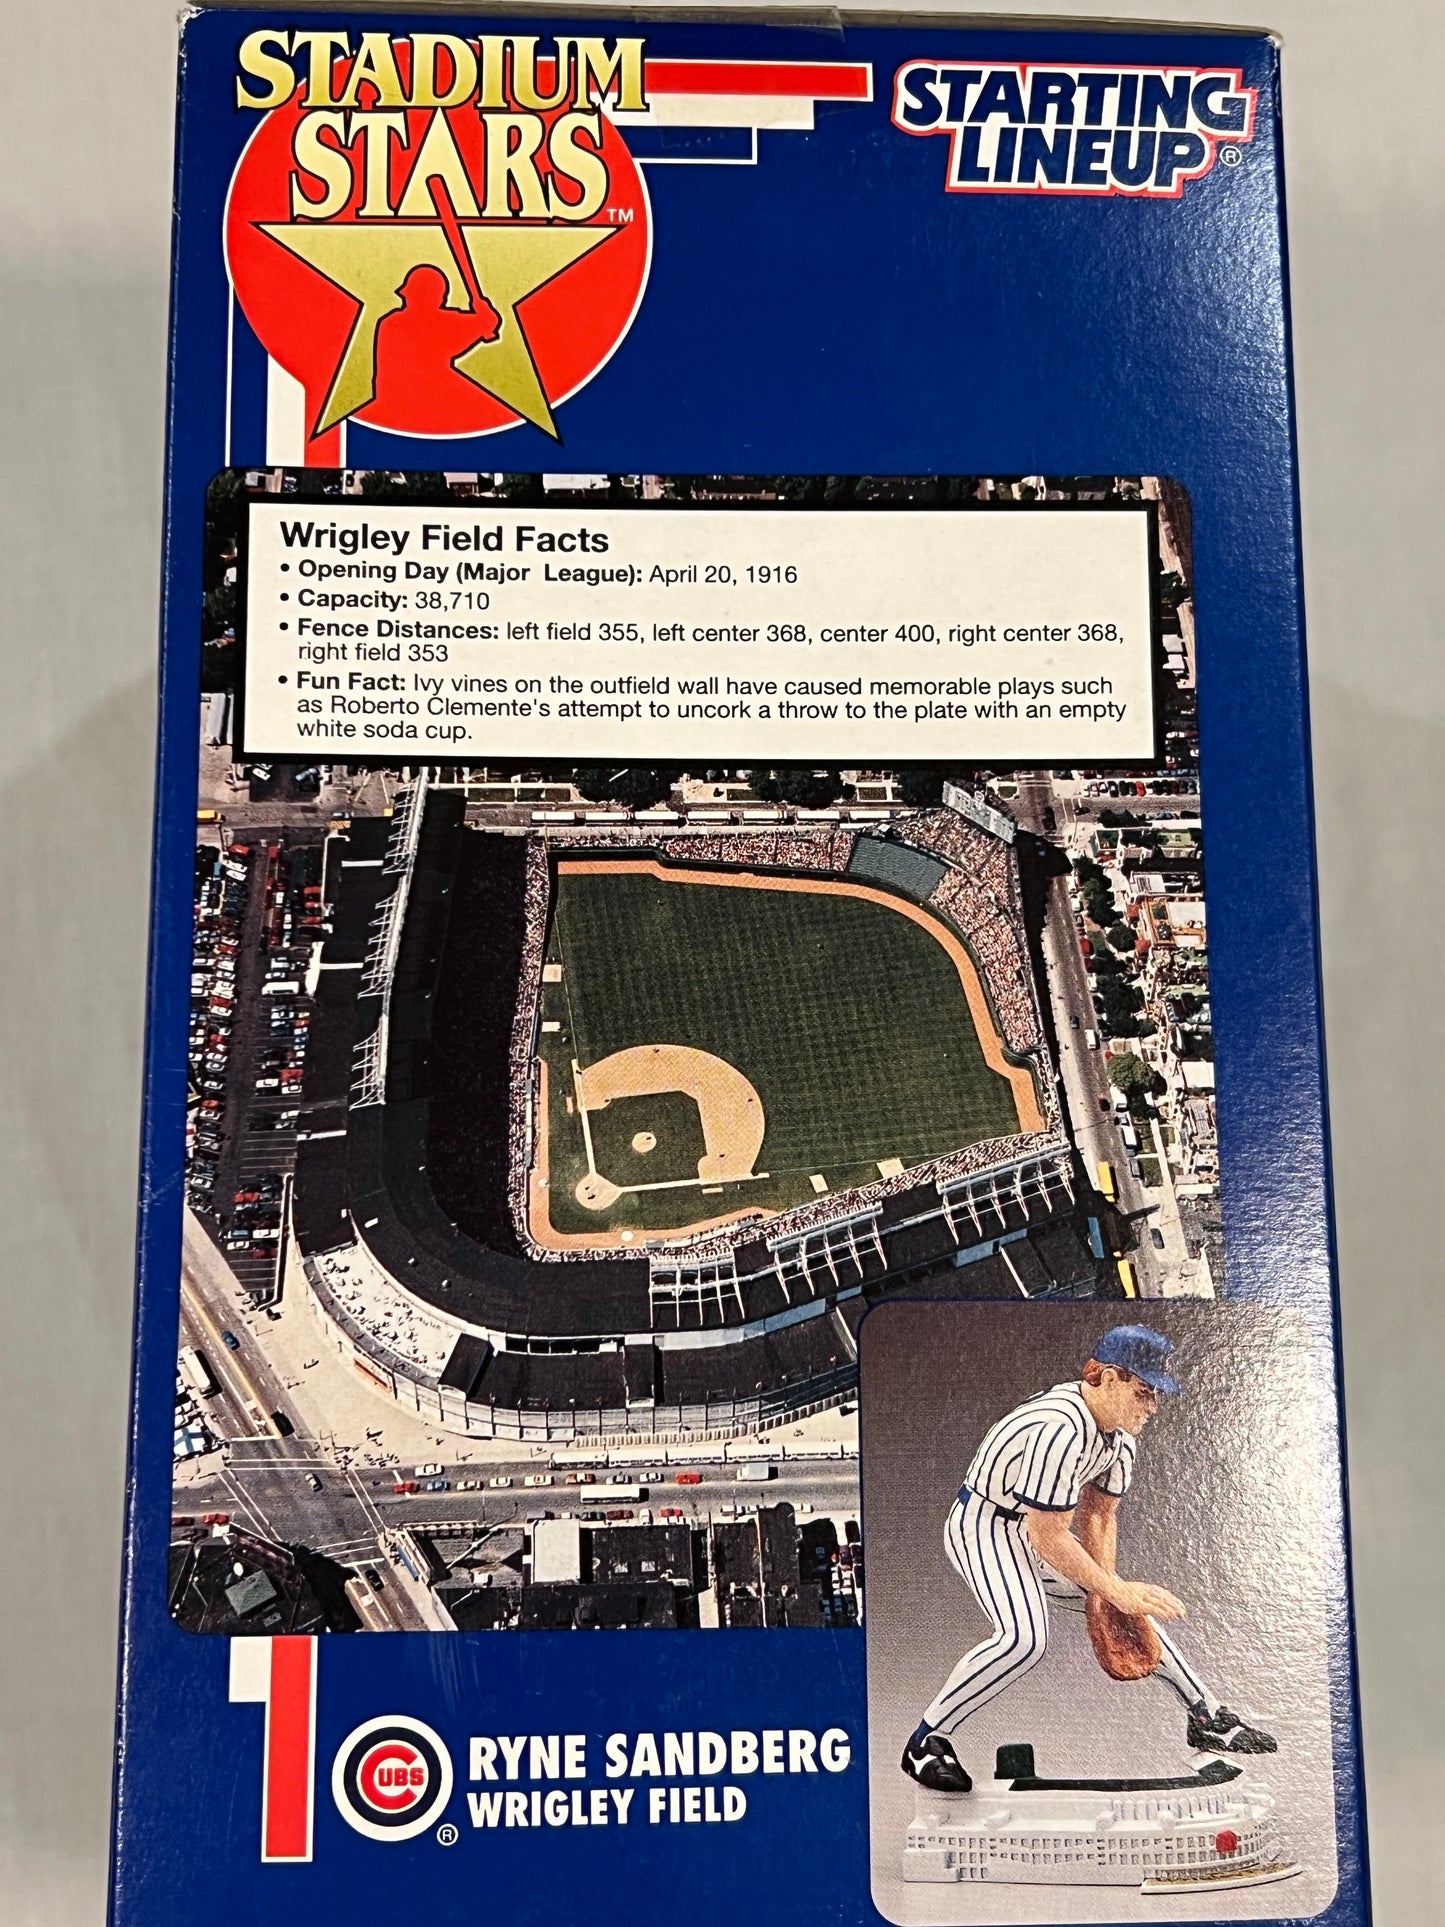 STADIUM
STARS™
STARTING
LINEUP®
Wrigley Field Facts
• Opening Day (Major League): April 20, 1916
• Capacity: 38,710
• Fence Distances: left field 355, left center 368, center 400, right center 368,
right field 353
• Fun Fact: Ivy vines on the outfield wall have caused memorable plays such
as Roberto Clemente's attempt to uncork a throw to the plate with an empty
white soda cup.
CUBS
®
RYNE SANDBERG
WRIGLEY FIELD